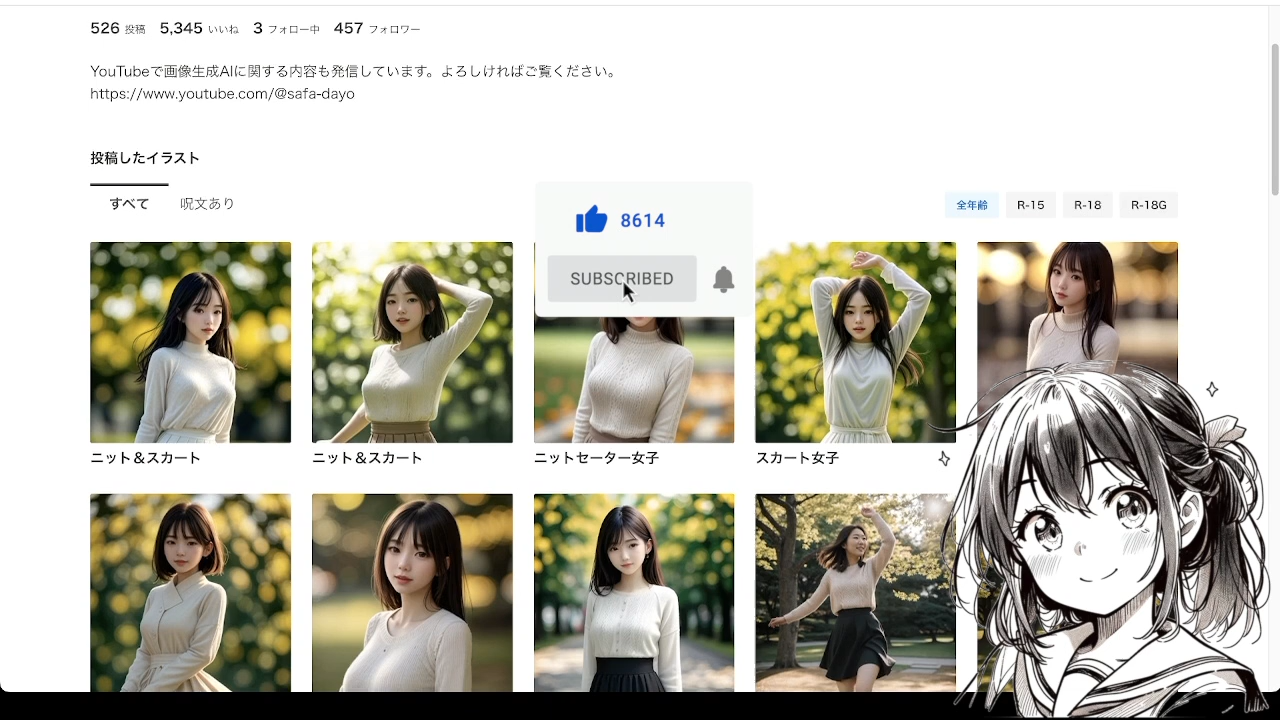 526 投稿 5,345 いいね 3 フォロー中 457 フォロワー
YouTubeで画像生成AIに関する内容も発信しています。よろしければご覧ください。
https://www.youtube.com/@safa-dayo
投稿したイラスト
すべて 呪文あり
全年齢 R-15 R-18 R-18G
8614
SUBSCRIBED
ニット＆スカート ニット＆スカート ニットセーター女子 スカート女子